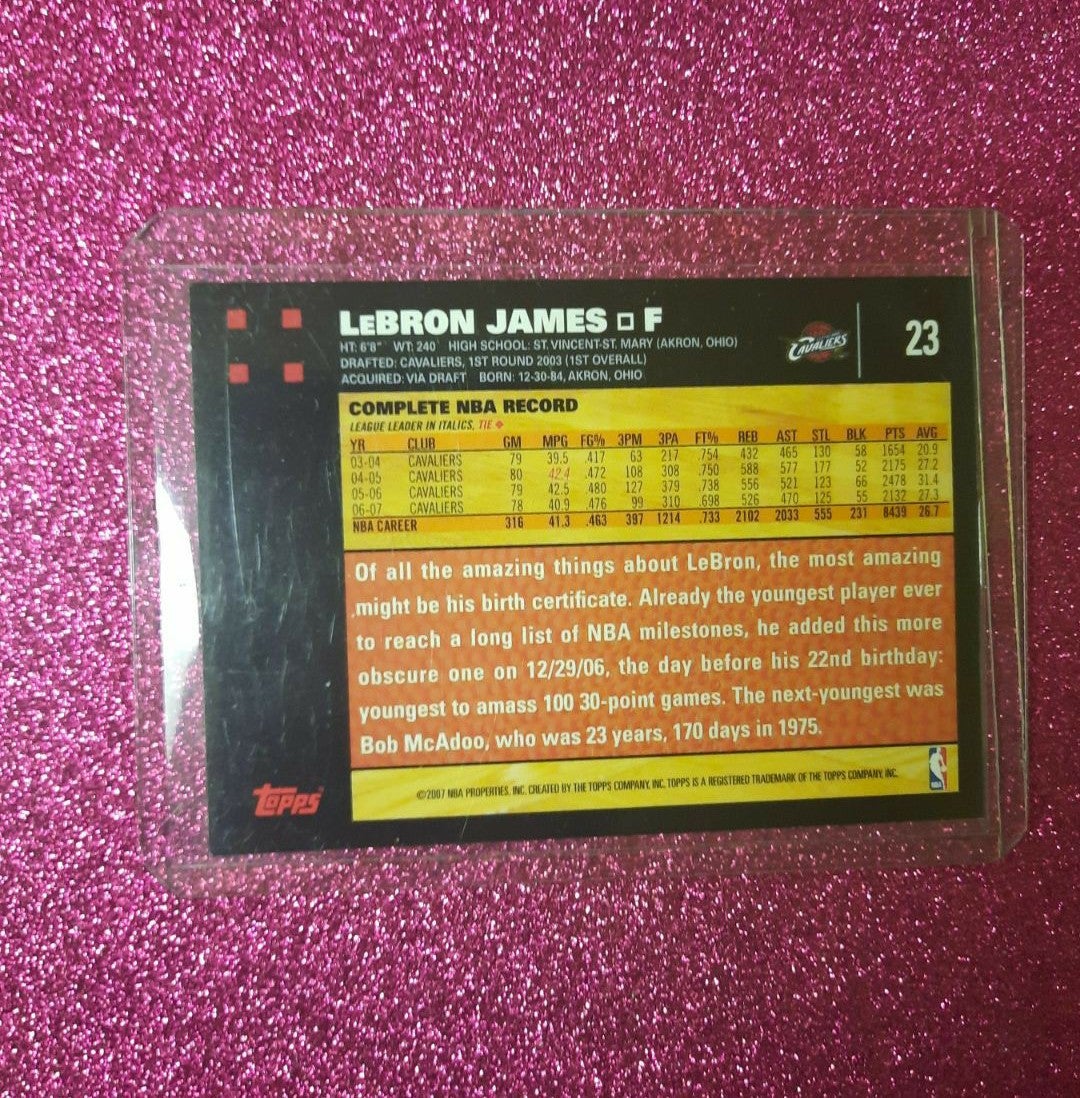 LEBRON JAMES □ F
HT: 6'8" WT: 240 HIGH SCHOOL: ST. VINCENT-ST. MARY (AKRON, OHIO)
DRAFTED: CAVALIERS, 1ST ROUND 2003 (1ST OVERALL)
ACQUIRED: VIA DRAFT BORN: 12-30-84, AKRON, OHIO
CAVALIERS
23
COMPLETE NBA RECORD
LEAGUE LEADER IN ITALICS, TIE ◆
YR CLUB GM MPG FG% 3PM 3PA FT% REB AST STL BLK PTS AVG
03-04 CAVALIERS 79 39.5 .417 63 217 .754 432 465 130 58 1654 20.9
04-05 CAVALIERS 80 42.4 .472 108 308 .750 588 577 177 52 2175 27.2
05-06 CAVALIERS 79 42.5 .480 127 379 .738 556 521 123 66 2478 31.4
06-07 CAVALIERS 78 40.9 .476 99 310 .698 526 470 125 55 2132 27.3
NBA CAREER 316 41.3 .463 397 1214 .733 2102 2033 555 231 8439 26.7
Of all the amazing things about LeBron, the most amazing
might be his birth certificate. Already the youngest player ever
to reach a long list of NBA milestones, he added this more
obscure one on 12/29/06, the day before his 22nd birthday:
youngest to amass 100 30-point games. The next-youngest was
Bob McAdoo, who was 23 years, 170 days in 1975.
TOPPS®
©2007 NBA PROPERTIES, INC. CREATED BY THE TOPPS COMPANY, INC. TOPPS IS A REGISTERED TRADEMARK OF THE TOPPS COMPANY, INC.